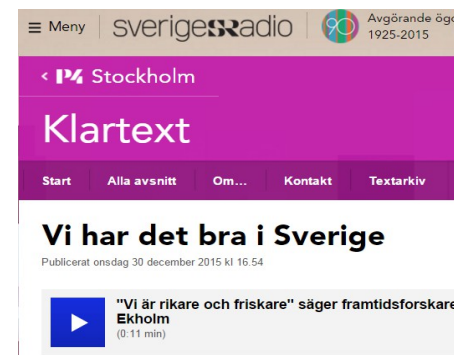 Meny sverigesradio 90 Avgörande ögo
1925-2015
P4 Stockholm
Klartext
Start Alla avsnitt Om... Kontakt Textarkiv
Vi har det bra i Sverige
Publicerat onsdag 30 december 2015 kl 16.54
"Vi är rikare och friskare" säger framtidsforskare
Ekholm
(0:11 min)